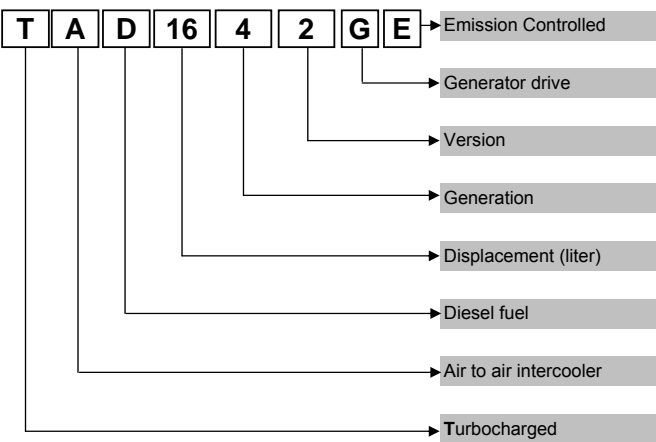 T A D 16 4 2 G E
Emission Controlled
Generator drive
Version
Generation
Displacement (liter)
Diesel fuel
Air to air intercooler
Turbocharged